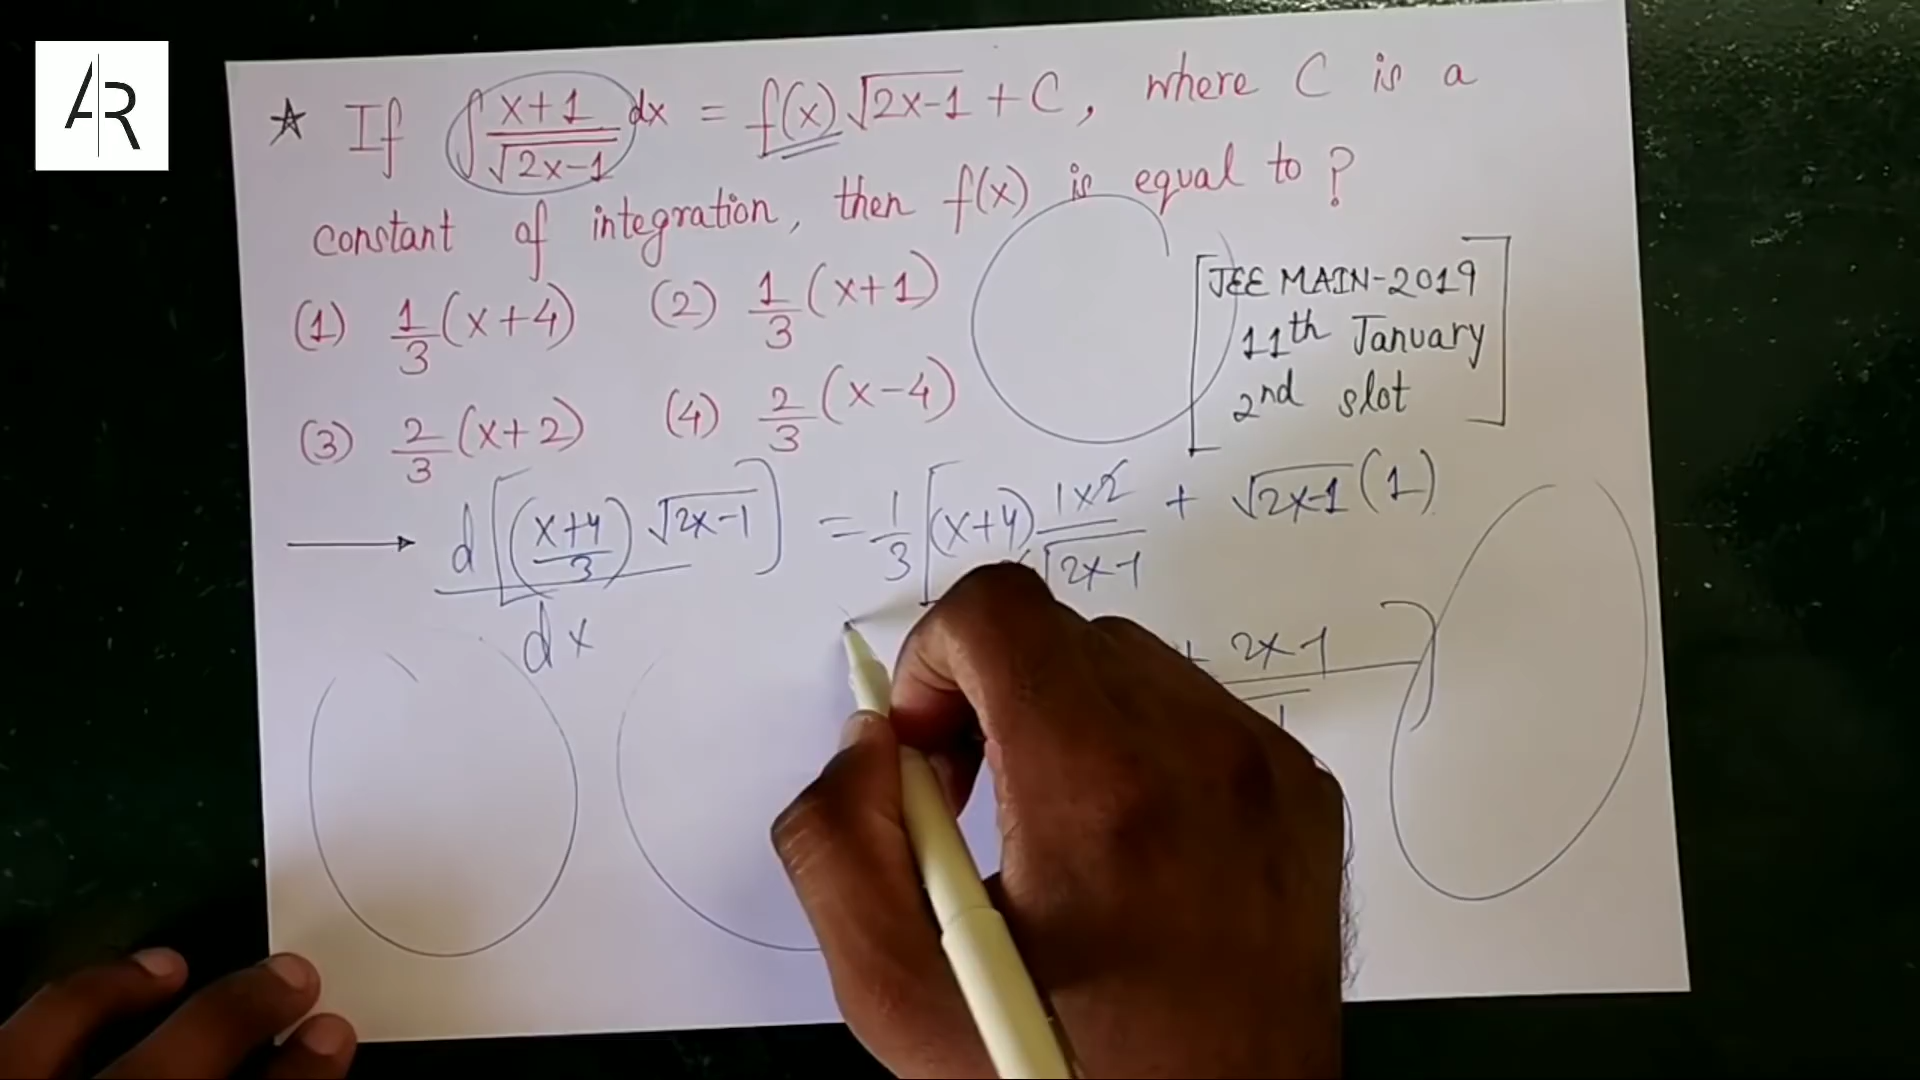 AR
☆ If ∫ x+1/√2x-1 dx = f(x) √2x-1 + C, where C is a
constant of integration, then f(x) is equal to ?
(1) 1/3 (x+4) (2) 1/3 (x+1)
(3) 2/3 (x+2) (4) 2/3 (x-4)
[JEE MAIN-2019
11th January
2nd slot]
→ d[(x+4/3) √2x-1]/dx = 1/3 [(x+4) 1×2/√2x-1 + √2x-1 (1)
+ 2x-1